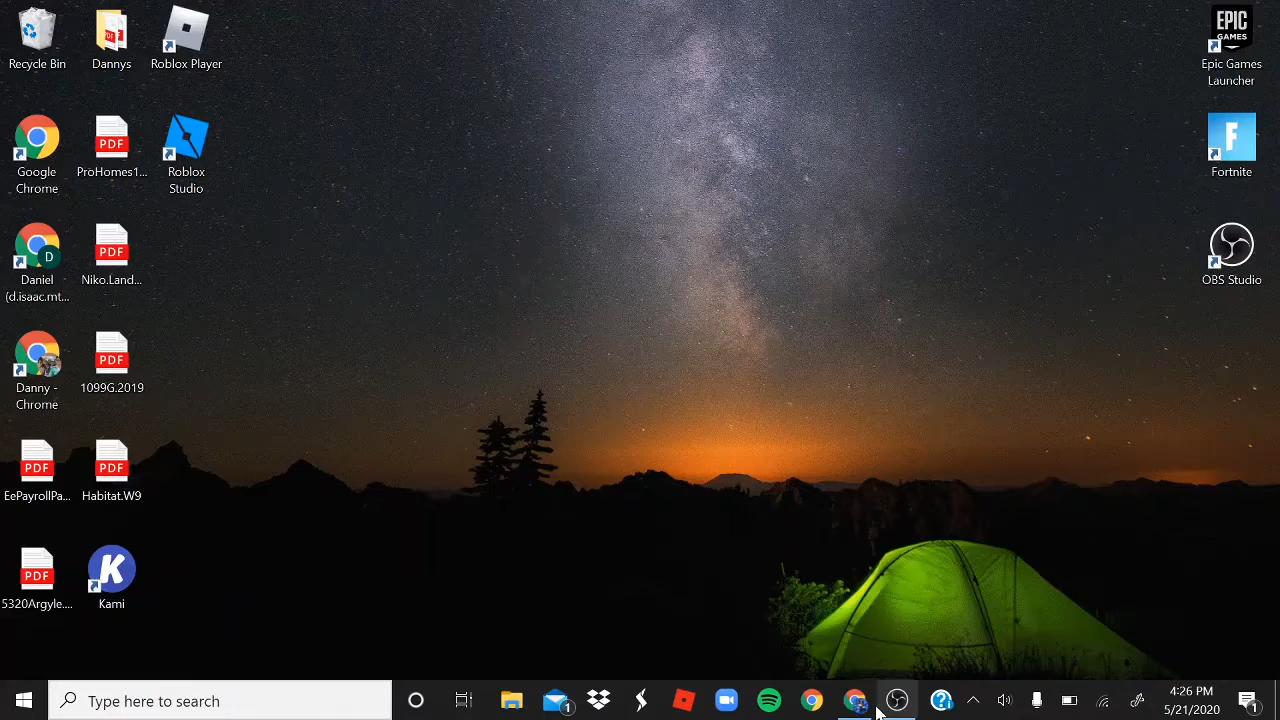 Recycle Bin
Dannys
Roblox Player
EPIC
GAMES
Epic Games
Launcher
Google
Chrome
PDF
ProHomes1...
Roblox
Studio
F
Fortnite
D
Daniel
(d.isaac.mt...
PDF
Niko.Land...
OBS Studio
Danny -
Chrome
PDF
1099G.2019
PDF
EePayrollPa...
PDF
Habitat.W9
PDF
5320Argyle....
K
Kami
Type here to search
1
4:26 PM
5/21/2020
1